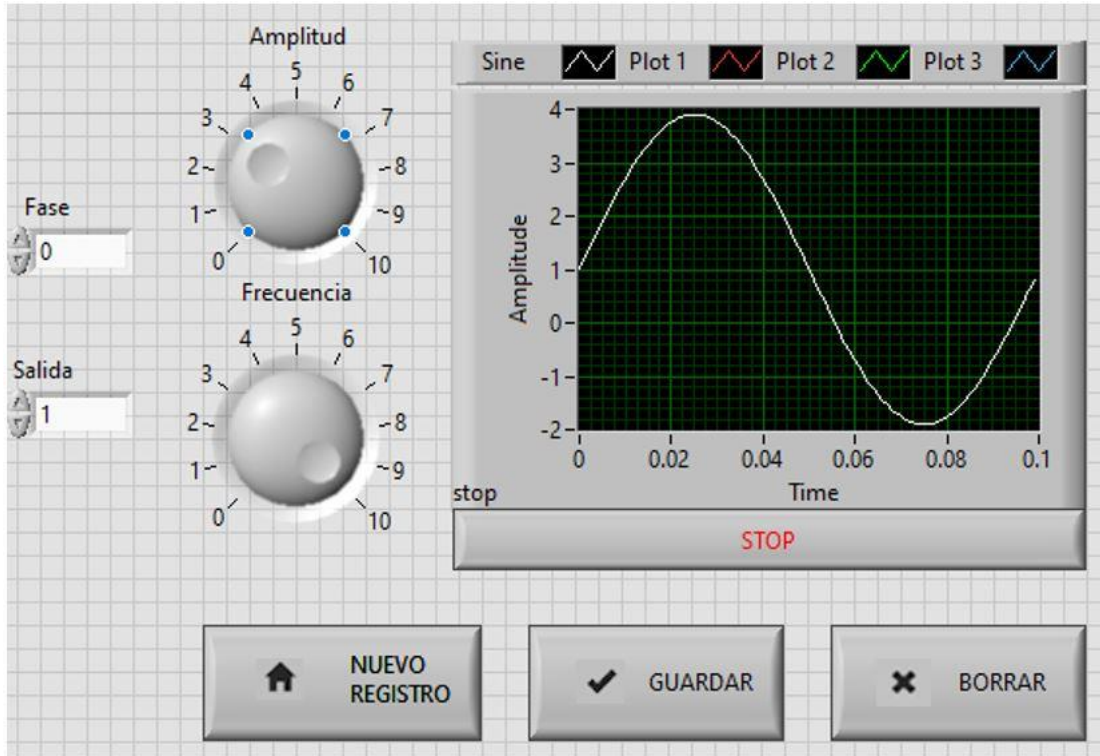 Amplitud
0 1 2 3 4 5 6 7 8 9 10
Fase
0
Frecuencia
0 1 2 3 4 5 6 7 8 9 10
Salida
1
Sine Plot 1 Plot 2 Plot 3
Amplitude
4
3
2
1
0
-1
-2
0 0.02 0.04 0.06 0.08 0.1
Time
stop
STOP
NUEVO
REGISTRO
GUARDAR
BORRAR